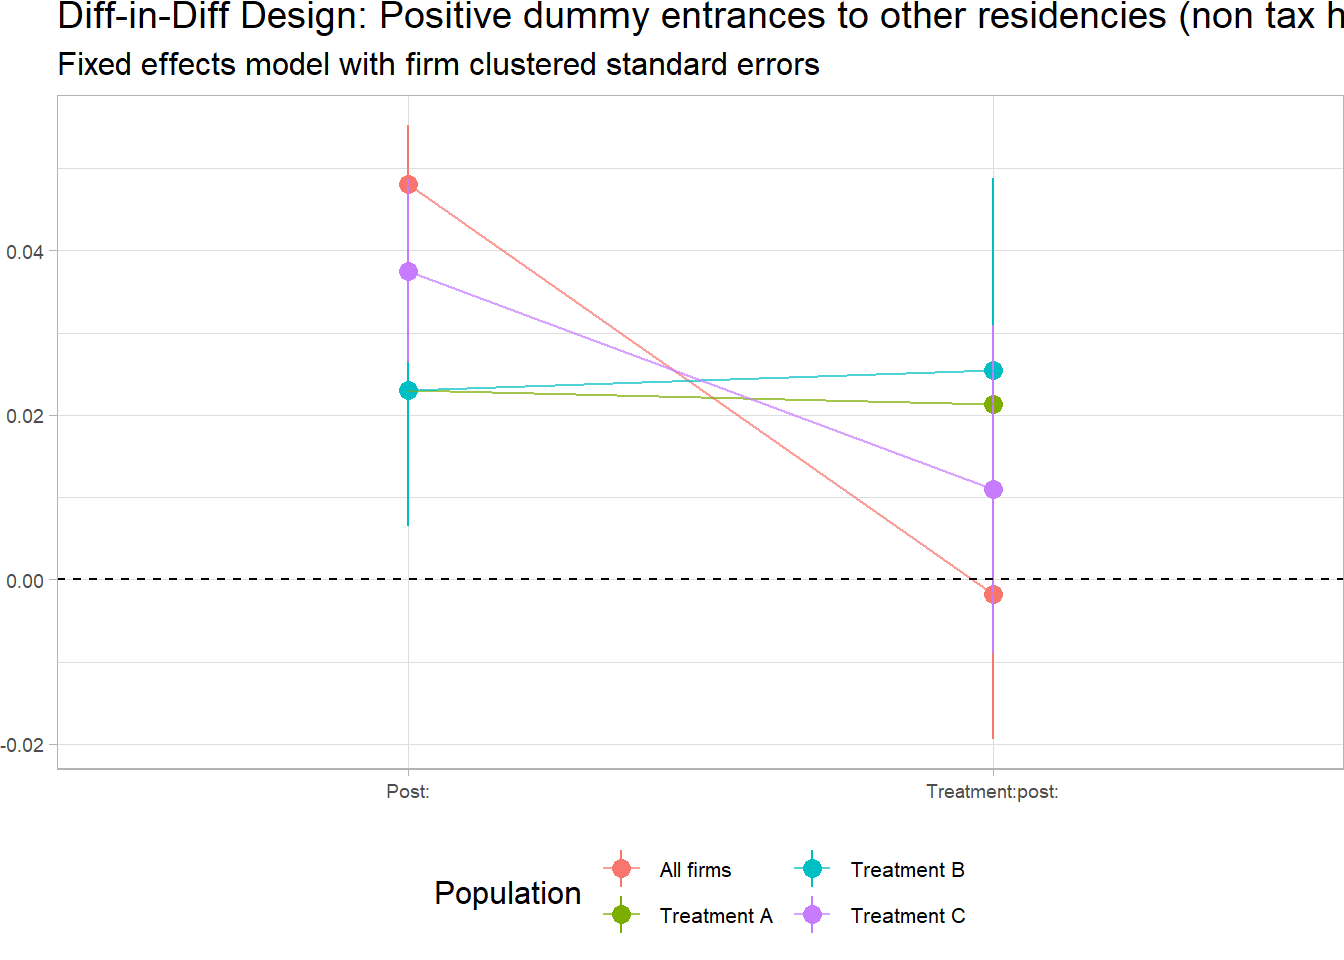 Diff-in-Diff Design: Positive dummy entrances to other residencies (non tax h
Fixed effects model with firm clustered standard errors
0.04
0.02
0.00
-0.02
Post:
Treatment:post:
Population
All firms
Treatment B
Treatment A
Treatment C